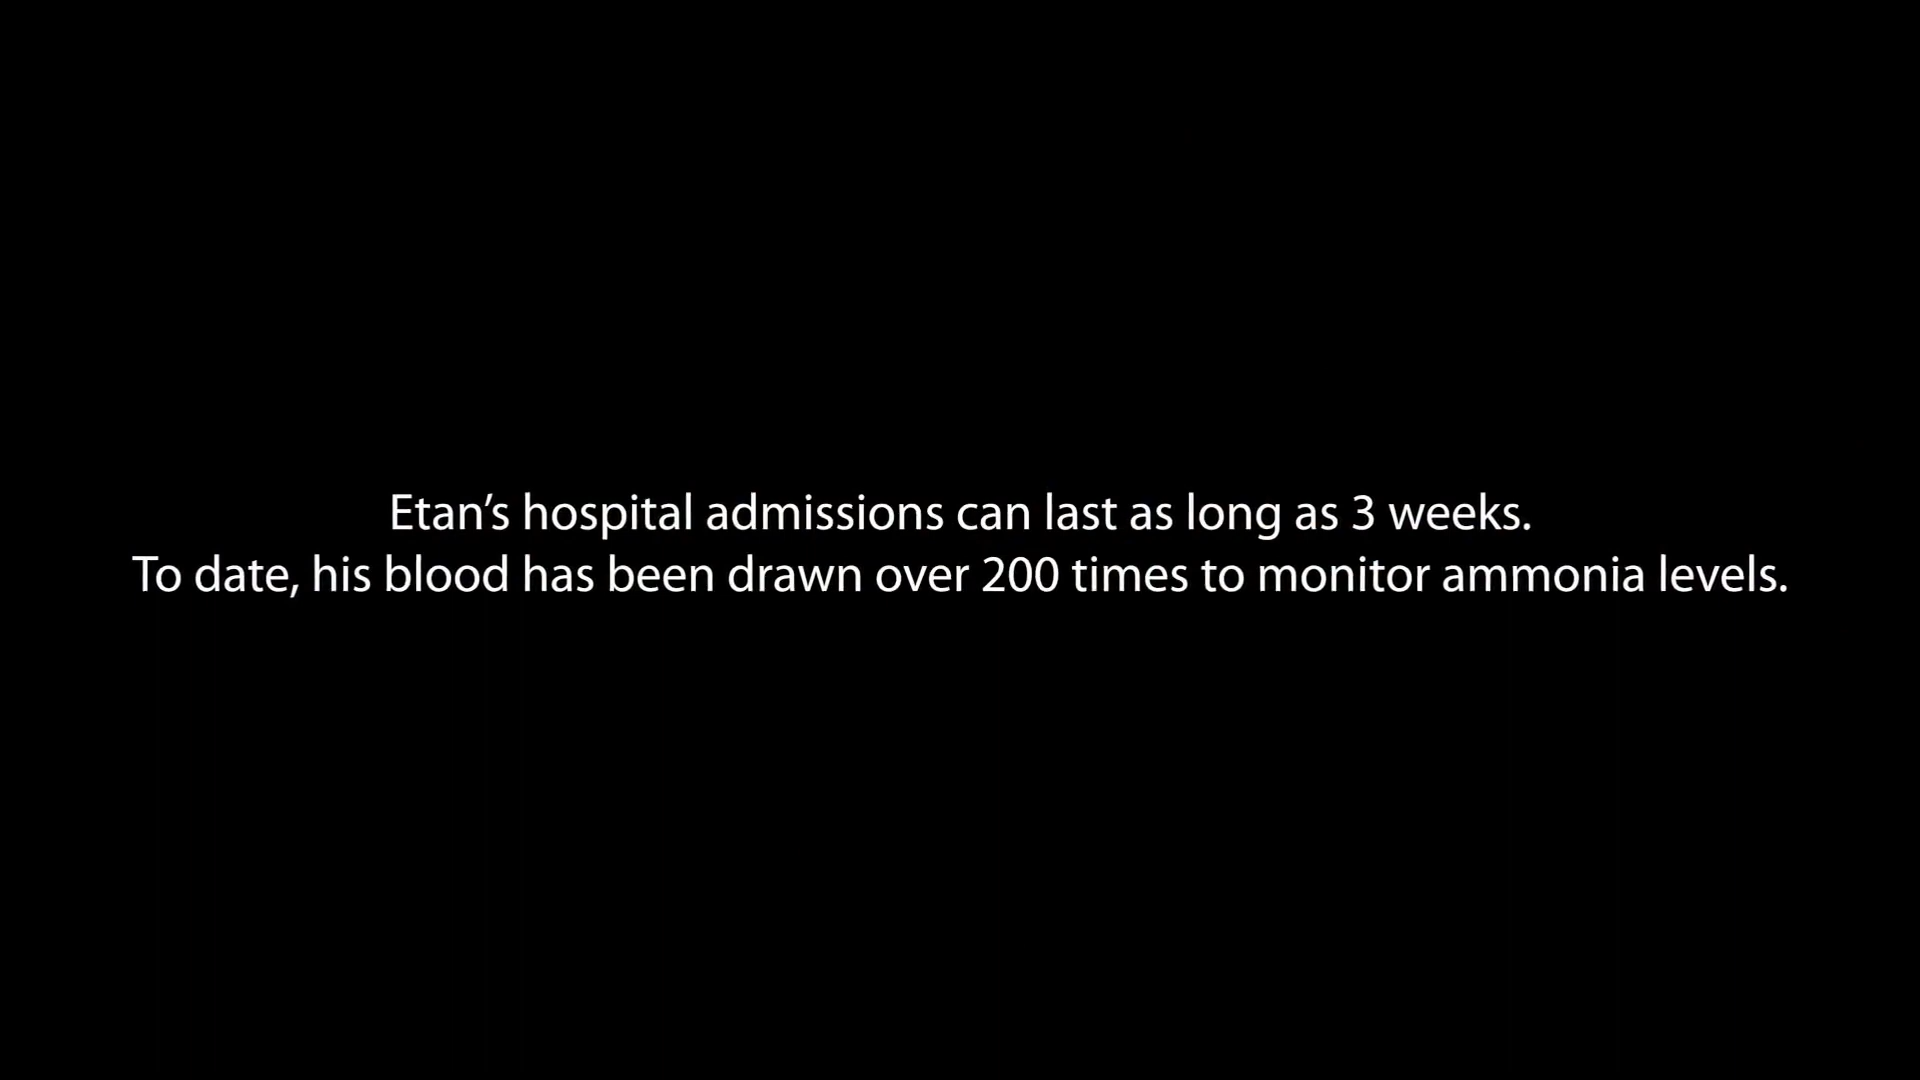 Etan’s hospital admissions can last as long as 3 weeks.
To date, his blood has been drawn over 200 times to monitor ammonia levels.